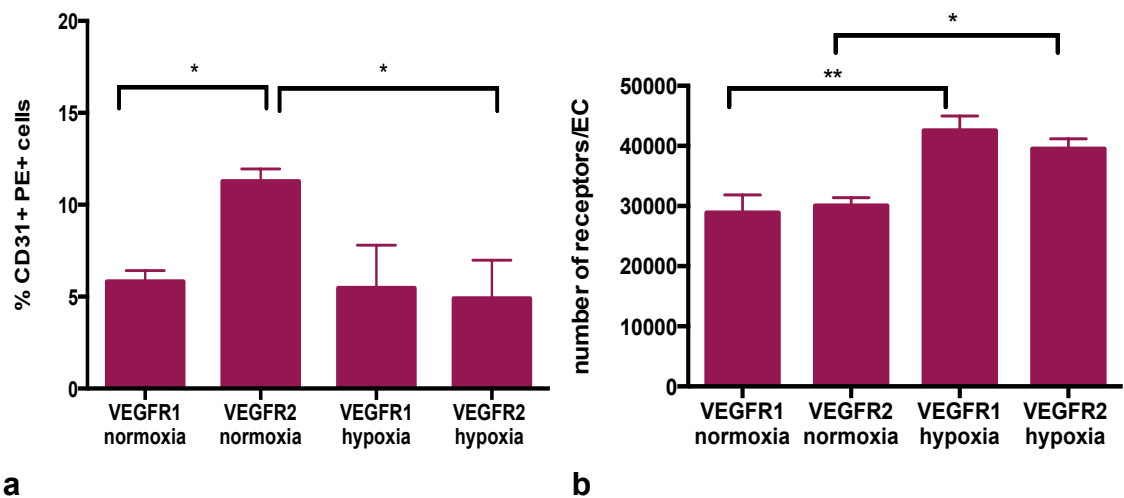 20
15
10
5
0
% CD31+ PE+ cells
*
*
VEGFR1
normoxia
VEGFR2
normoxia
VEGFR1
hypoxia
VEGFR2
hypoxia
a
50000
40000
30000
20000
10000
0
number of receptors/EC
**
*
VEGFR1
normoxia
VEGFR2
normoxia
VEGFR1
hypoxia
VEGFR2
hypoxia
b